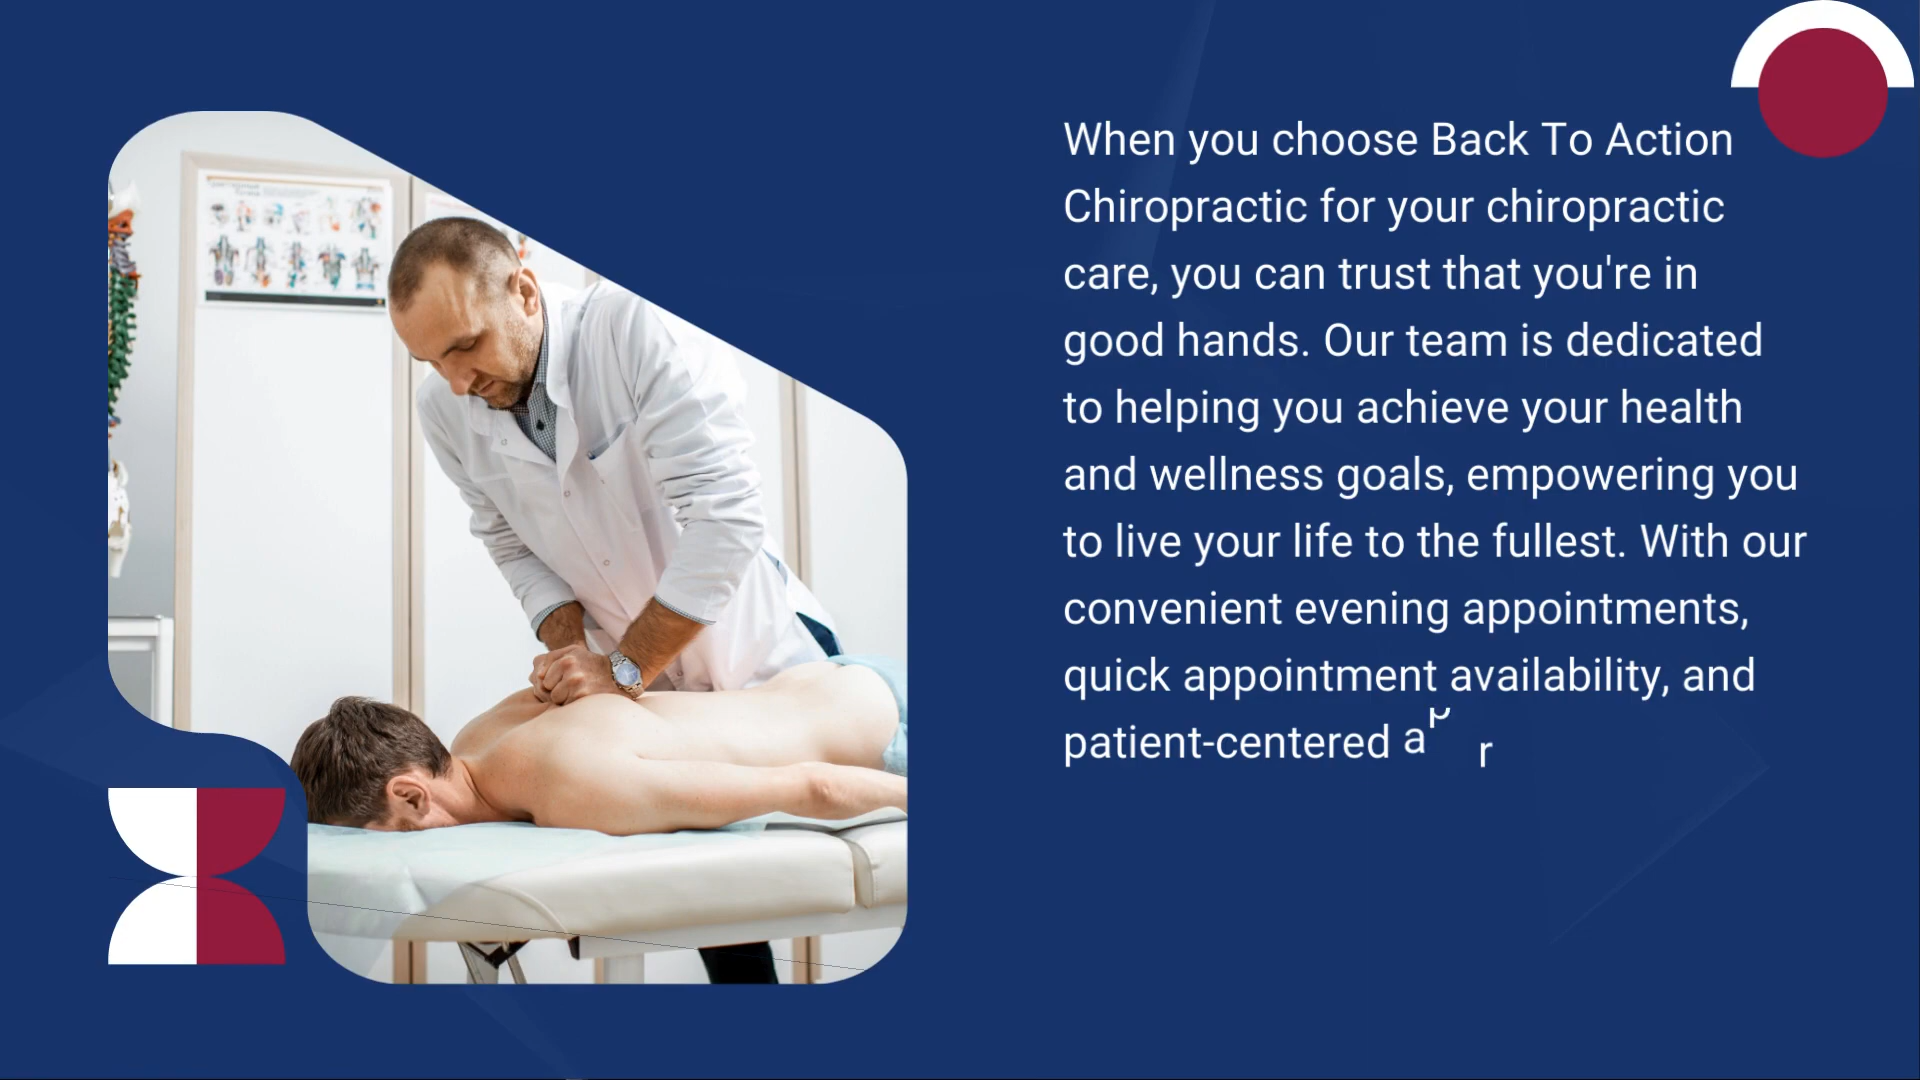 When you choose Back To Action
Chiropractic for your chiropractic
care, you can trust that you're in
good hands. Our team is dedicated
to helping you achieve your health
and wellness goals, empowering you
to live your life to the fullest. With our
convenient evening appointments,
quick appointment availability, and
patient-centered